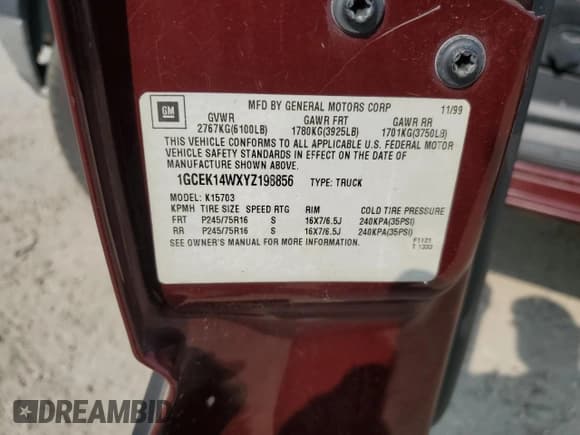 MFD BY GENERAL MOTORS CORP 11/99
GM
GVWR GAWR FRT GAWR RR
2767KG(6100LB) 1780KG(3925LB) 1701KG(3750LB)
THIS VEHICLE CONFORMS TO ALL APPLICABLE U.S. FEDERAL MOTOR
VEHICLE SAFETY STANDARDS IN EFFECT ON THE DATE OF
MANUFACTURE SHOWN ABOVE.
1GCEK14WXYZ198856 TYPE: TRUCK
MODEL: K15703
KPMH TIRE SIZE SPEED RTG RIM COLD TIRE PRESSURE
FRT P245/75R16 S 16X7/6.5J 240KPA(35PSI)
RR P245/75R16 S 16X7/6.5J 240KPA(35PSI)
SEE OWNER'S MANUAL FOR MORE INFORMATION.
DREAMBID